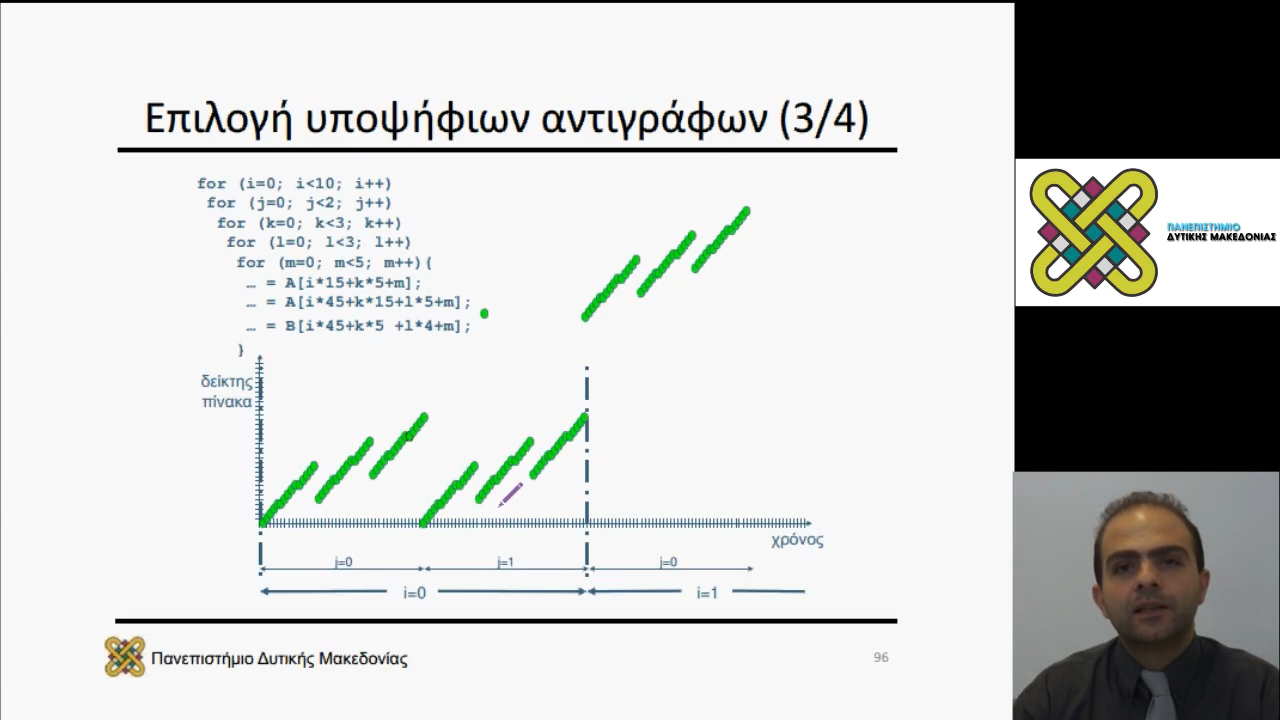 Επιλογή υποψήφιων αντιγράφων (3/4)
for (i=0; i<10; i++)
for (j=0; j<2; j++)
for (k=0; k<3; k++)
for (l=0; l<3; l++)
for (m=0; m<5; m++){
… = A[i*15+k*5+m];
… = A[i*45+k*15+l*5+m];
… = B[i*45+k*5 +l*4+m];
}
δείκτης
πίνακα
χρόνος
j=0
j=1
j=0
i=0
i=1
Πανεπιστήμιο Δυτικής Μακεδονίας
96
ΠΑΝΕΠΙΣΤΗΜΙΟ
ΔΥΤΙΚΗΣ ΜΑΚΕΔΟΝΙΑΣ